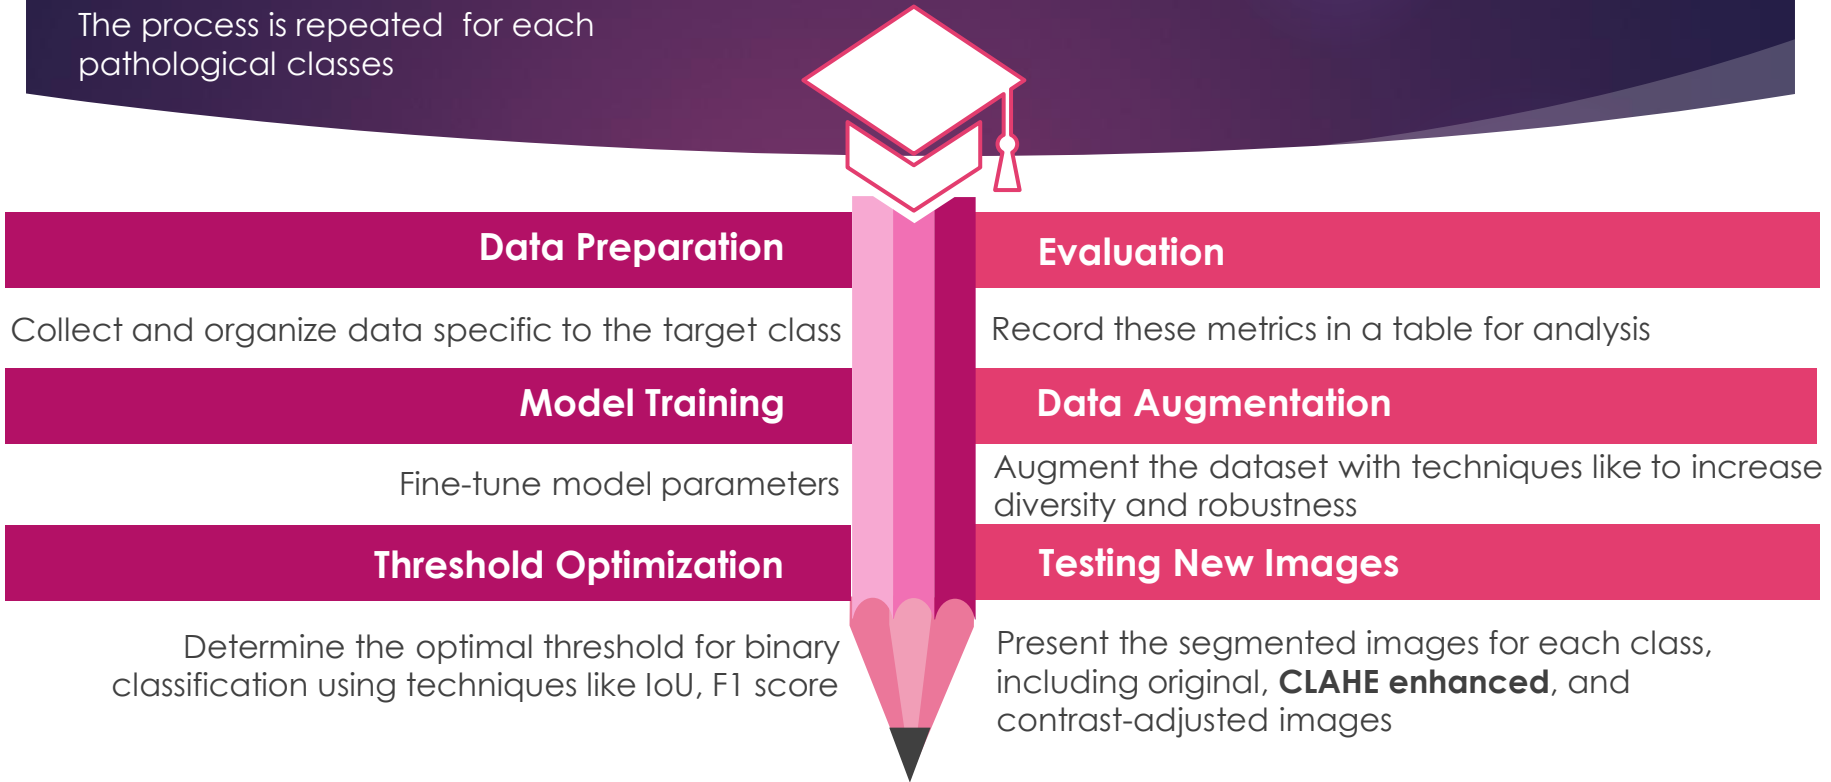 The process is repeated  for each
pathological classes
Data Preparation
Collect and organize data specific to the target class
Model Training
Fine-tune model parameters
Threshold Optimization
Determine the optimal threshold for binary
classification using techniques like IoU, F1 score
Evaluation
Record these metrics in a table for analysis
Data Augmentation
Augment the dataset with techniques like to increase
diversity and robustness
Testing New Images
Present the segmented images for each class,
including original, CLAHE enhanced, and
contrast-adjusted images